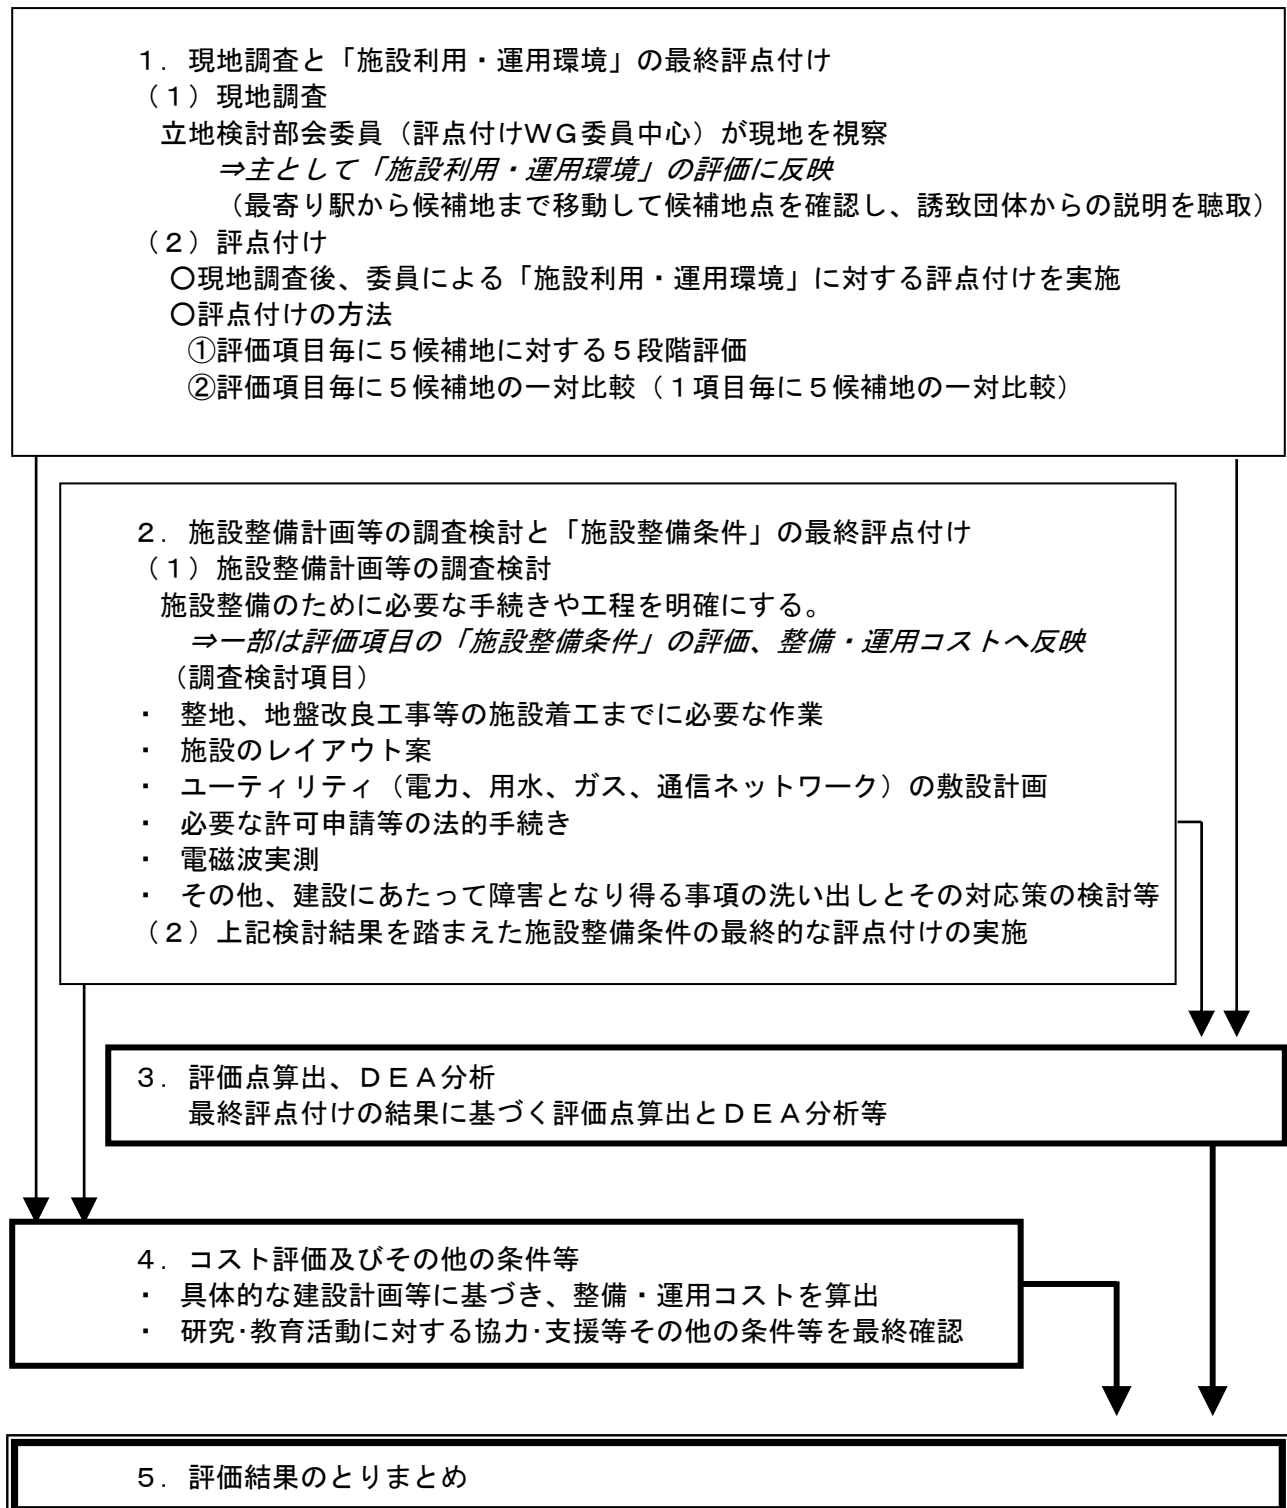 １．現地調査と「施設利用・運用環境」の最終評点付け
（１）現地調査
立地検討部会委員（評点付けＷＧ委員中心）が現地を視察
⇒主として「施設利用・運用環境」の評価に反映
（最寄り駅から候補地まで移動して候補地点を確認し、誘致団体からの説明を聴取）
（２）評点付け
○現地調査後、委員による「施設利用・運用環境」に対する評点付けを実施
○評点付けの方法
①評価項目毎に５候補地に対する５段階評価
②評価項目毎に５候補地の一対比較（１項目毎に５候補地の一対比較）
２．施設整備計画等の調査検討と「施設整備条件」の最終評点付け
（１）施設整備計画等の調査検討
施設整備のために必要な手続きや工程を明確にする。
⇒一部は評価項目の「施設整備条件」の評価、整備・運用コストへ反映
（調査検討項目）
・ 整地、地盤改良工事等の施設着工までに必要な作業
・ 施設のレイアウト案
・ ユーティリティ（電力、用水、ガス、通信ネットワーク）の敷設計画
・ 必要な許可申請等の法的手続き
・ 電磁波実測
・ その他、建設にあたって障害となり得る事項の洗い出しとその対応策の検討等
（２）上記検討結果を踏まえた施設整備条件の最終的な評点付けの実施
３．評価点算出、ＤＥＡ分析
最終評点付けの結果に基づく評価点算出とＤＥＡ分析等
４．コスト評価及びその他の条件等
・ 具体的な建設計画等に基づき、整備・運用コストを算出
・ 研究･教育活動に対する協力･支援等その他の条件等を最終確認
５．評価結果のとりまとめ